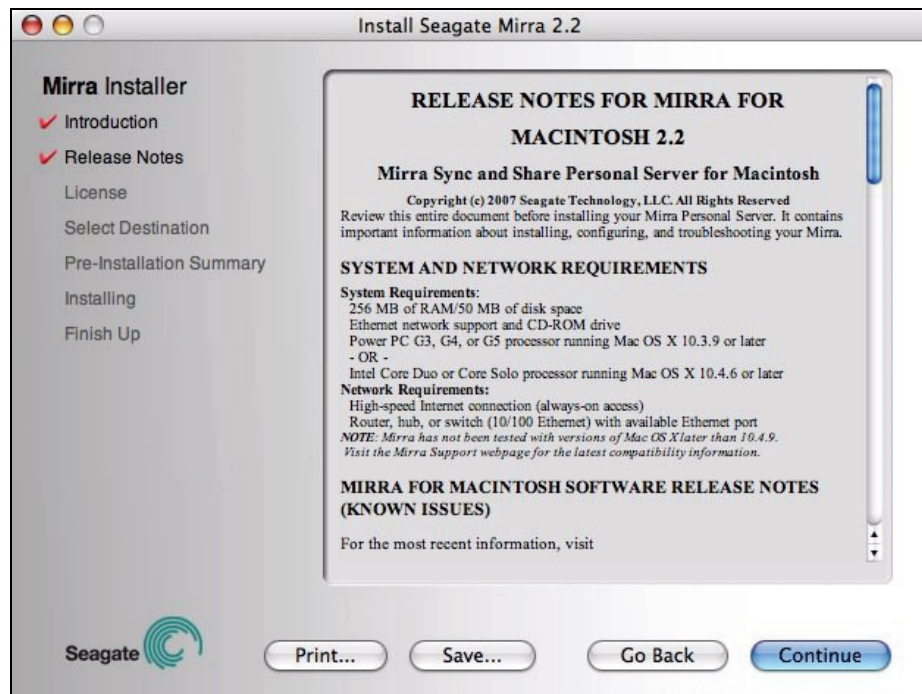 Install Seagate Mirra 2.2
Mirra Installer
Introduction
Release Notes
License
Select Destination
Pre-Installation Summary
Installing
Finish Up
RELEASE NOTES FOR MIRRA FOR
MACINTOSH 2.2
Mirra Sync and Share Personal Server for Macintosh
Copyright (c) 2007 Seagate Technology, LLC. All Rights Reserved
Review this entire document before installing your Mirra Personal Server. It contains
important information about installing, configuring, and troubleshooting your Mirra.
SYSTEM AND NETWORK REQUIREMENTS
System Requirements:
256 MB of RAM/50 MB of disk space
Ethernet network support and CD-ROM drive
Power PC G3, G4, or G5 processor running Mac OS X 10.3.9 or later
- OR -
Intel Core Duo or Core Solo processor running Mac OS X 10.4.6 or later
Network Requirements:
High-speed Internet connection (always-on access)
Router, hub, or switch (10/100 Ethernet) with available Ethernet port
NOTE: Mirra has not been tested with versions of Mac OS X later than 10.4.9.
Visit the Mirra Support webpage for the latest compatibility information.
MIRRA FOR MACINTOSH SOFTWARE RELEASE NOTES
(KNOWN ISSUES)
For the most recent information, visit
Seagate
Print...
Save...
Go Back
Continue